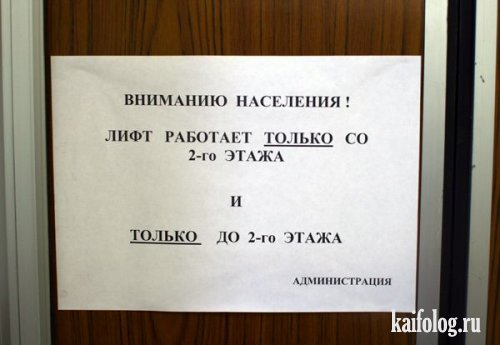 ВНИМАНИЮ НАСЕЛЕНИЯ!
ЛИФТ РАБОТАЕТ ТОЛЬКО СО
2-го ЭТАЖА
И
ТОЛЬКО ДО 2-го ЭТАЖА
АДМИНИСТРАЦИЯ
kaifolog.ru